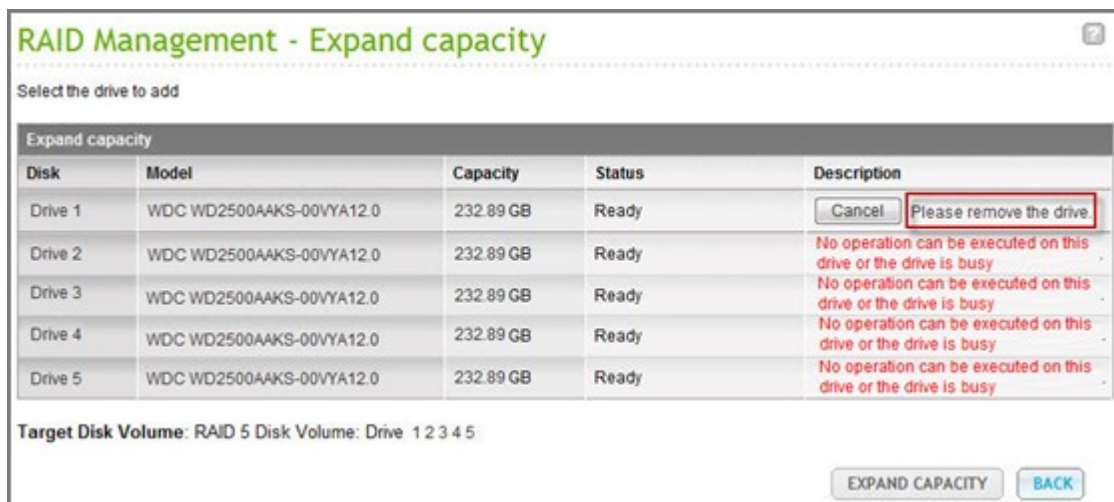 RAID Management - Expand capacity
?
Select the drive to add
Expand capacity
Disk Model Capacity Status Description
Drive 1 WDC WD2500AAKS-00VYA12.0 232.89 GB Ready Cancel Please remove the drive.
Drive 2 WDC WD2500AAKS-00VYA12.0 232.89 GB Ready No operation can be executed on this
drive or the drive is busy .
Drive 3 WDC WD2500AAKS-00VYA12.0 232.89 GB Ready No operation can be executed on this
drive or the drive is busy .
Drive 4 WDC WD2500AAKS-00VYA12.0 232.89 GB Ready No operation can be executed on this
drive or the drive is busy .
Drive 5 WDC WD2500AAKS-00VYA12.0 232.89 GB Ready No operation can be executed on this
drive or the drive is busy .
Target Disk Volume: RAID 5 Disk Volume: Drive 1 2 3 4 5
EXPAND CAPACITY BACK